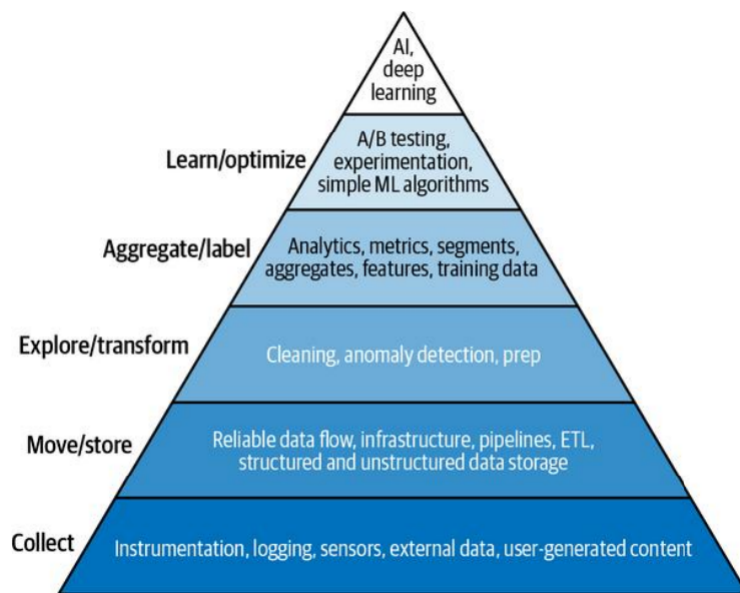 AI,
deep
learning
Learn/optimize
A/B testing,
experimentation,
simple ML algorithms
Aggregate/label
Analytics, metrics, segments,
aggregates, features, training data
Explore/transform
Cleaning, anomaly detection, prep
Move/store
Reliable data flow, infrastructure, pipelines, ETL,
structured and unstructured data storage
Collect
Instrumentation, logging, sensors, external data, user-generated content